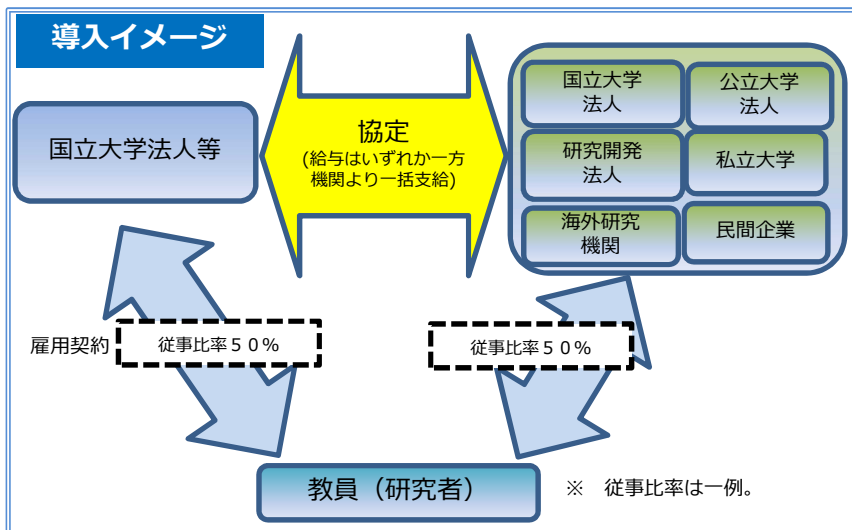 導入イメージ
国立大学法人等
協定
(給与はいずれか一方
機関より一括支給)
国立大学
法人
公立大学
法人
研究開発
法人
私立大学
海外研究
機関
民間企業
雇用契約
従事比率５０%
従事比率５０%
教員（研究者）
※　従事比率は一例。